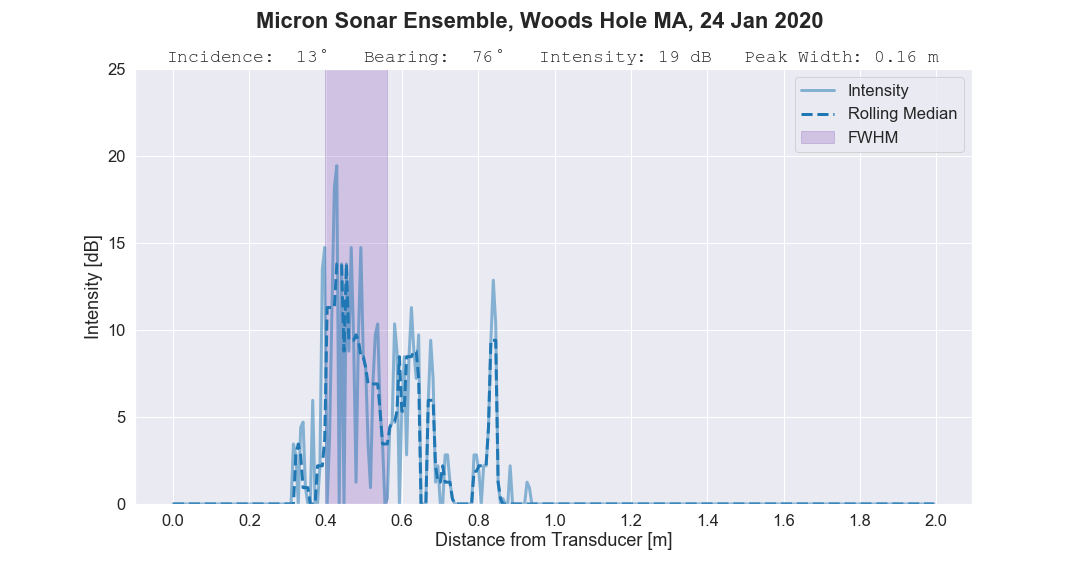 Micron Sonar Ensemble, Woods Hole MA, 24 Jan 2020
Incidence: 13° Bearing: 76° Intensity: 19 dB Peak Width: 0.16 m
25
20
15
10
5
0
Intensity [dB]
Intensity
Rolling Median
FWHM
0.0 0.2 0.4 0.6 0.8 1.0 1.2 1.4 1.6 1.8 2.0
Distance from Transducer [m]